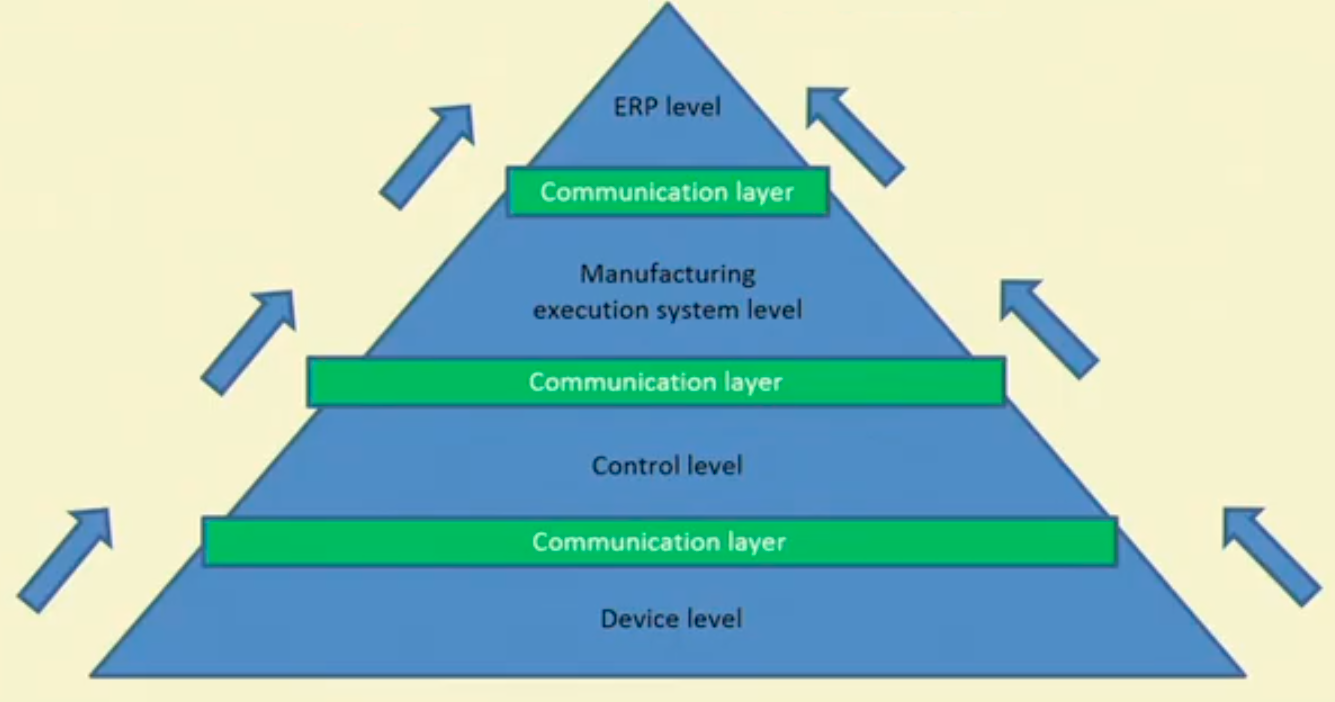 ERP level
Communication layer
Manufacturing
execution system level
Communication layer
Control level
Communication layer
Device level